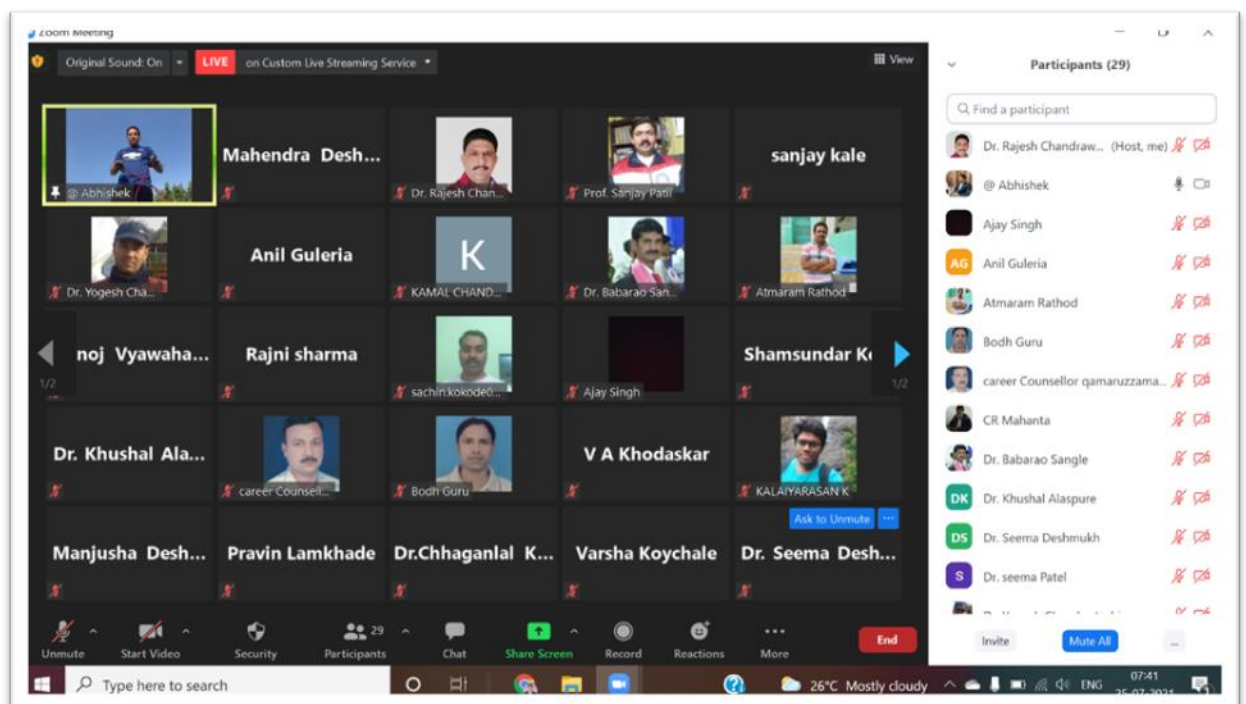 Zoom Meeting
Original Sound: On
LIVE on Custom Live Streaming Service
View
@ Abhishek
Mahendra Desh...
Dr. Rajesh Chan...
Prof. Sanjay Patil
sanjay kale
Dr. Yogesh Cha...
Anil Guleria
K
KAMAL CHAND...
Dr. Babarao San...
Atmaram Rathod
noj Vyawaha...
1/2
Rajni sharma
sachin.kokode0...
Ajay Singh
Shamsundar K
1/2
Dr. Khushal Ala...
career Counsell...
Bodh Guru
V A Khodaskar
KALAIYARASAN K
Ask to Unmute ...
Manjusha Desh...
Pravin Lamkhade
Dr.Chhaganlal K...
Varsha Koychale
Dr. Seema Desh...
Unmute
Start Video
Security
29
Participants
Chat
Share Screen
Record
Reactions
More
End
Participants (29)
Find a participant
Dr. Rajesh Chandraw... (Host, me)
@ Abhishek
Ajay Singh
AG Anil Guleria
Atmaram Rathod
Bodh Guru
career Counsellor qamaruzzama...
CR Mahanta
Dr. Babarao Sangle
DK Dr. Khushal Alaspure
DS Dr. Seema Deshmukh
S Dr. seema Patel
Invite
Mute All
...
Type here to search
26°C Mostly cloudy
ENG
07:41
25-07-2021